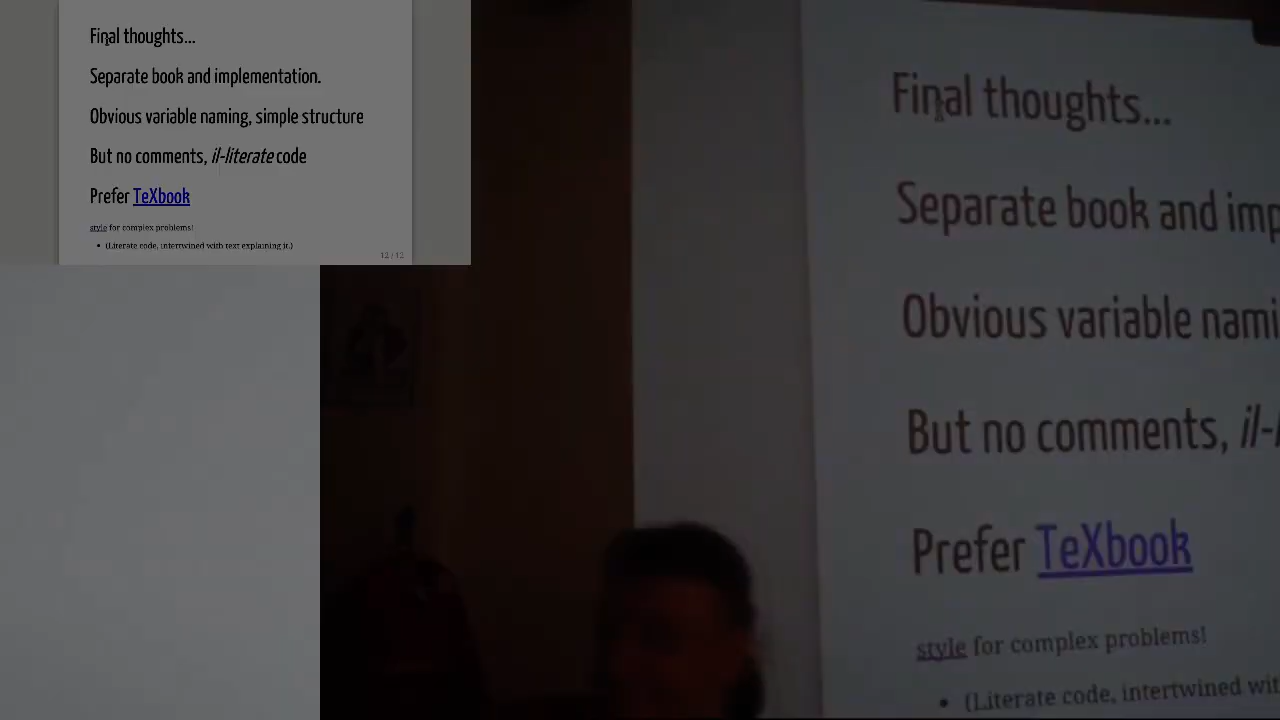 Final thoughts...
Separate book and implementation.
Obvious variable naming, simple structure
But no comments, il-literate code
Prefer TeXbook
style for complex problems!
• (Literate code, intertwined with text explaining it.)
12 / 12
Final thoughts...
Separate book and imp
Obvious variable nami
But no comments, il-l
Prefer TeXbook
style for complex problems!
• (Literate code, intertwined wit